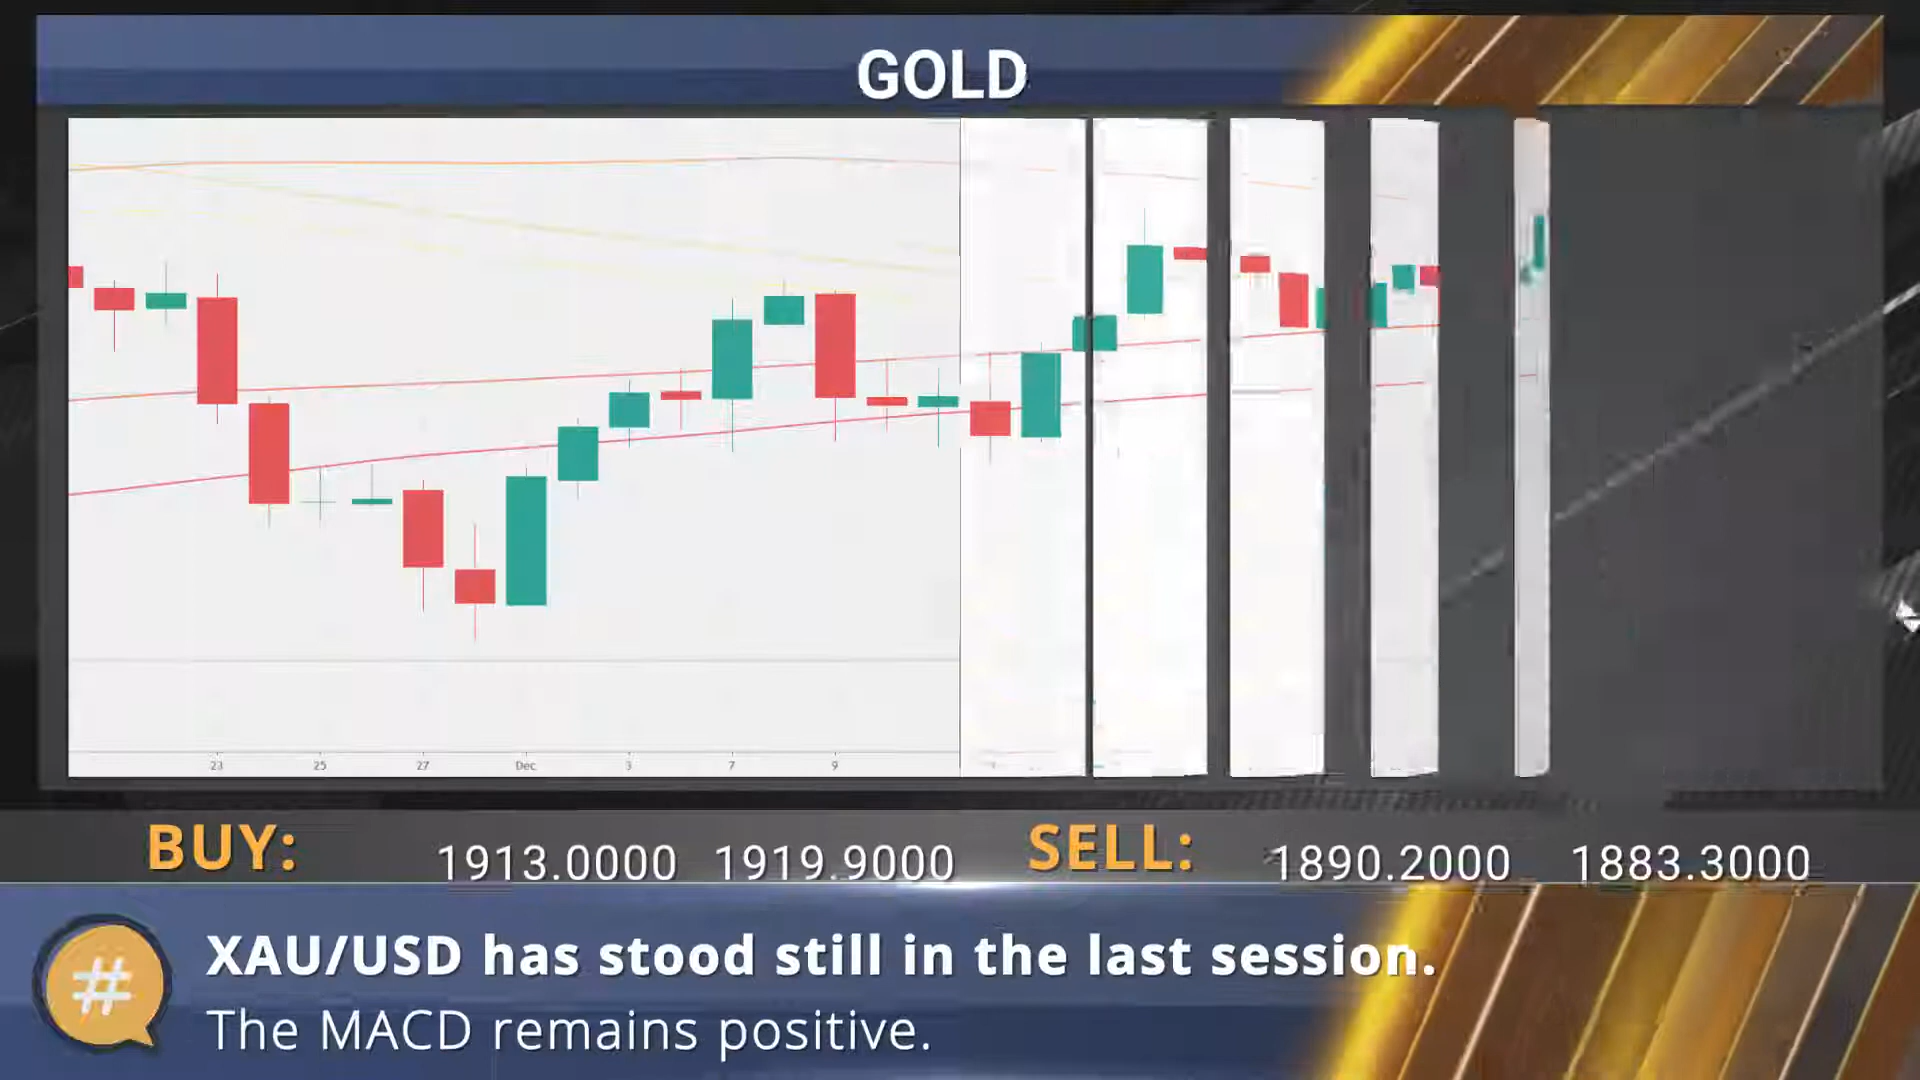 GOLD
23 25 27 Dec 3 7 9
BUY: 1913.0000 1919.9000 SELL: 1890.2000 1883.3000
#
XAU/USD has stood still in the last session.
The MACD remains positive.